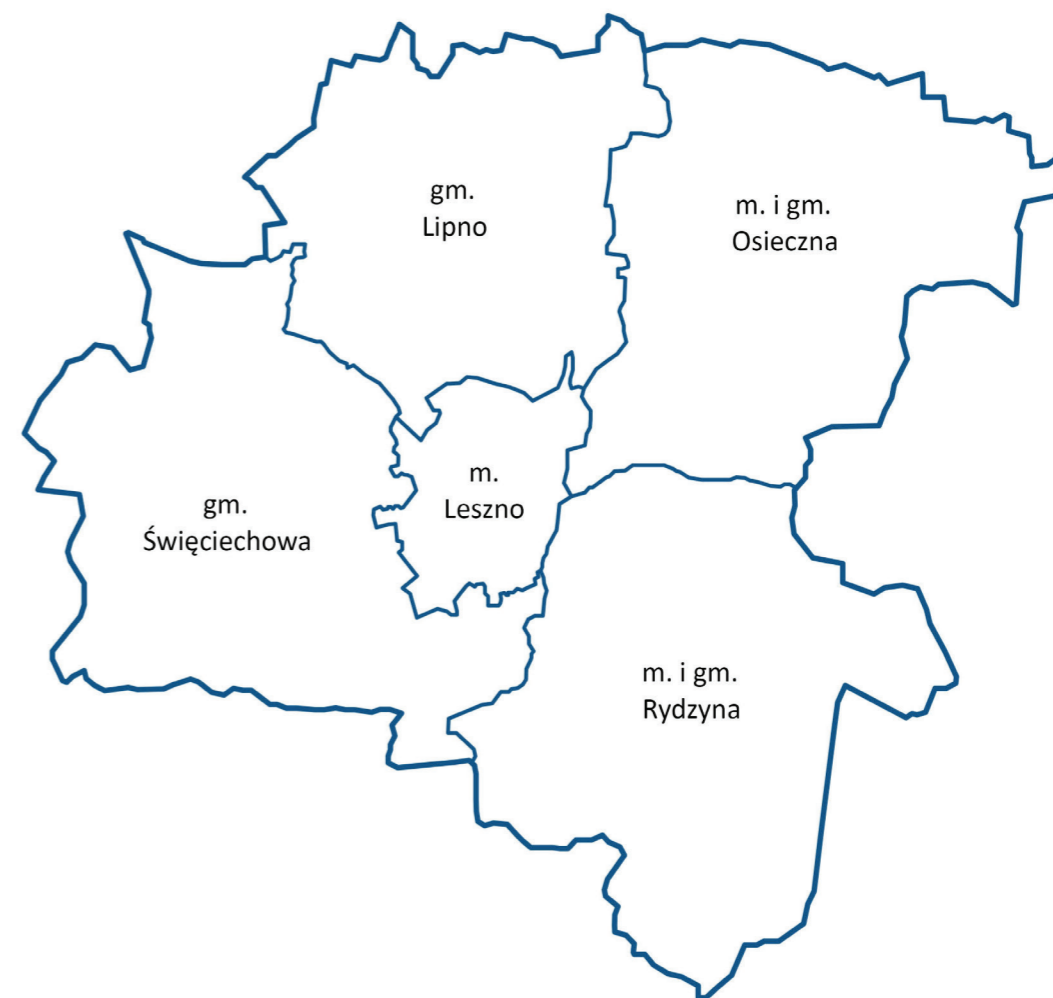 gm.
Lipno
m. i gm.
Osieczna
m.
Leszno
gm.
Święciechowa
m. i gm.
Rydzyna